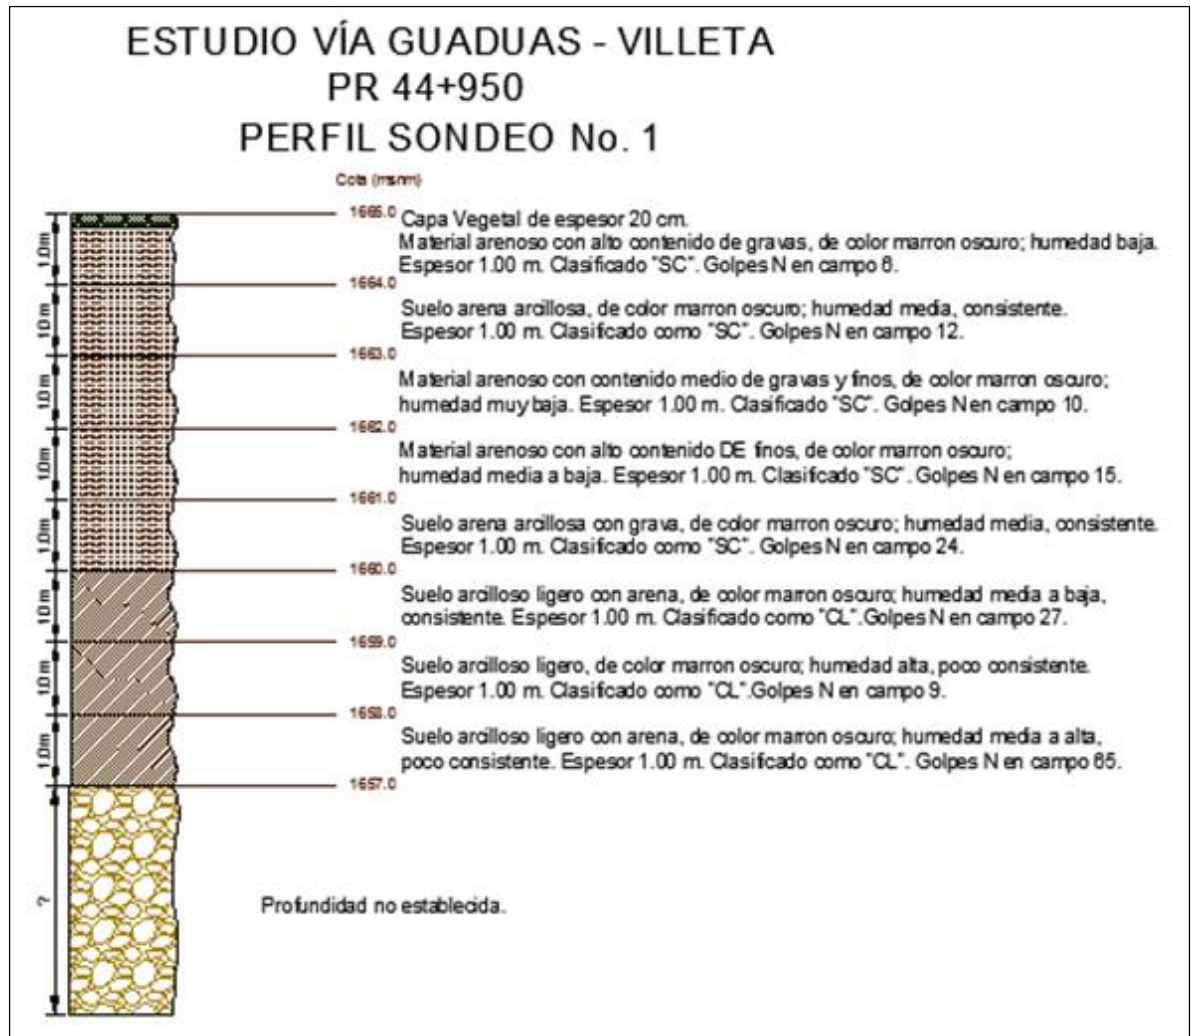 ESTUDIO VÍA GUADUAS - VILLETA
PR 44+950
PERFIL SONDEO No. 1
Cota (msnm)
1665.0 Capa Vegetal de espesor 20 cm.
1.0m Material arenoso con alto contenido de gravas, de color marron oscuro; humedad baja.
Espesor 1.00 m. Clasificado "SC". Golpes N en campo 6.
1664.0
1.0m Suelo arena arcillosa, de color marron oscuro; humedad media, consistente.
Espesor 1.00 m. Clasificado como "SC". Golpes N en campo 12.
1663.0
1.0m Material arenoso con contenido medio de gravas y finos, de color marron oscuro;
humedad muy baja. Espesor 1.00 m. Clasificado "SC". Golpes N en campo 10.
1662.0
1.0m Material arenoso con alto contenido DE finos, de color marron oscuro;
humedad media a baja. Espesor 1.00 m. Clasificado "SC". Golpes N en campo 15.
1661.0
1.0m Suelo arena arcillosa con grava, de color marron oscuro; humedad media, consistente.
Espesor 1.00 m. Clasificado como "SC". Golpes N en campo 24.
1660.0
1.0m Suelo arcilloso ligero con arena, de color marron oscuro; humedad media a baja,
consistente. Espesor 1.00 m. Clasificado como "CL".Golpes N en campo 27.
1659.0
1.0m Suelo arcilloso ligero, de color marron oscuro; humedad alta, poco consistente.
Espesor 1.00 m. Clasificado como "CL".Golpes N en campo 9.
1658.0
1.0m Suelo arcilloso ligero con arena, de color marron oscuro; humedad media a alta,
poco consistente. Espesor 1.00 m. Clasificado como "CL". Golpes N en campo 65.
1657.0
? Profundidad no establecida.